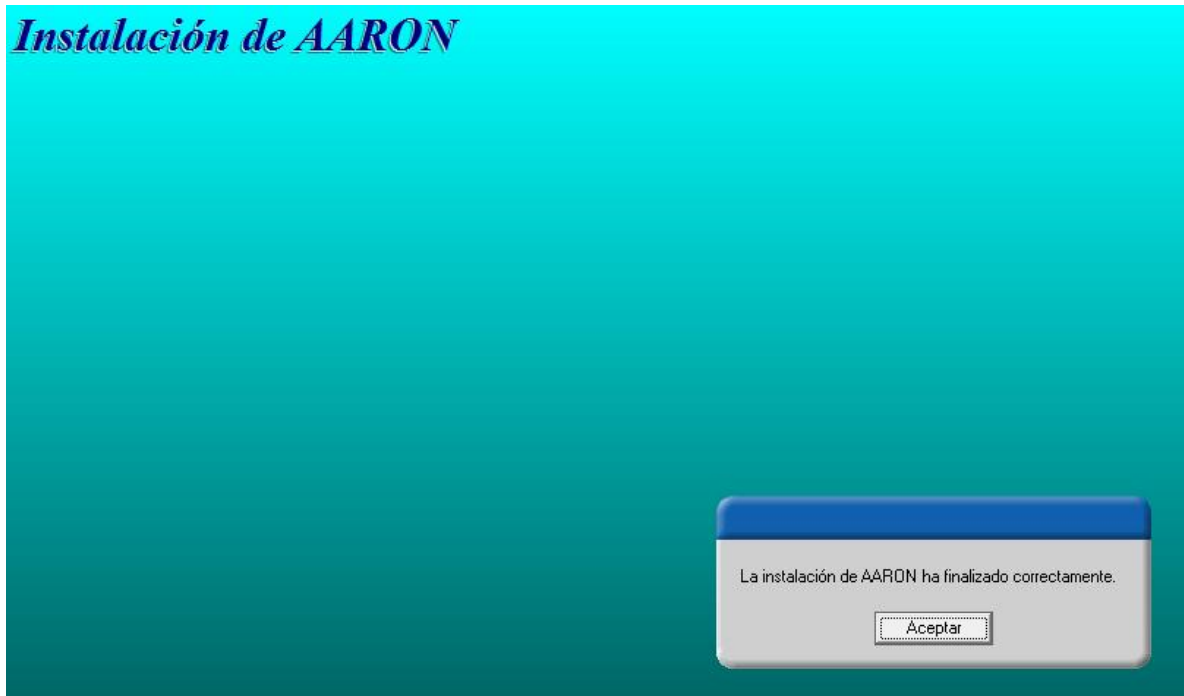 Instalación de AARON
La instalación de AARON ha finalizado correctamente.
Aceptar